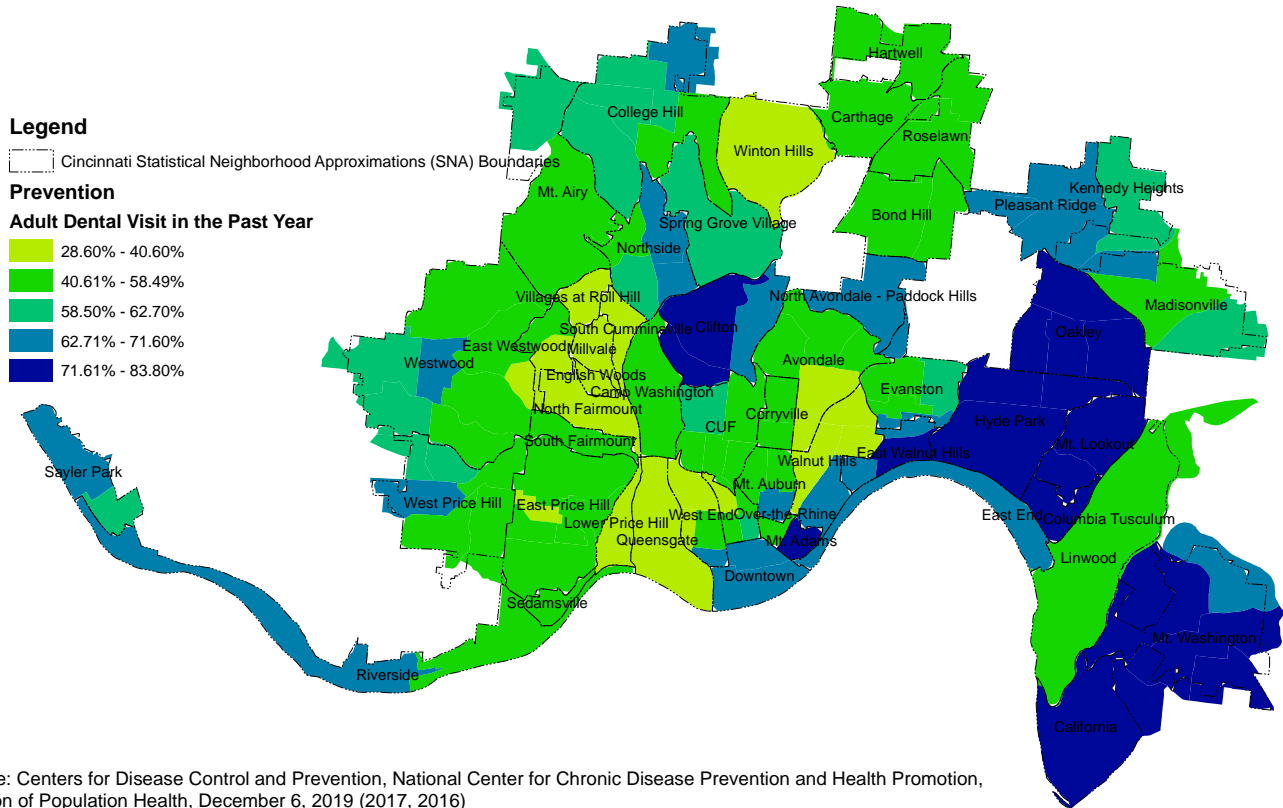 Legend
Cincinnati Statistical Neighborhood Approximations (SNA) Boundaries
Prevention
Adult Dental Visit in the Past Year
28.60% - 40.60%
40.61% - 58.49%
58.50% - 62.70%
62.71% - 71.60%
71.61% - 83.80%
Hartwell
College Hill
Carthage
Roselawn
Winton Hills
Mt. Airy
Kennedy Heights
Pleasant Ridge
Bond Hill
Spring Grove Village
Northside
Villages at Roll Hill
North Avondale - Paddock Hills
Madisonville
South Cumminsville
Clifton
Oakley
East Westwood
Millvale
Westwood
Avondale
English Woods
Camp Washington
Evanston
North Fairmount
Corryville
CUF
Hyde Park
South Fairmount
Mt. Lookout
East Walnut Hills
Walnut Hills
Sayler Park
Mt. Auburn
West Price Hill
East Price Hill
Lower Price Hill
West End
Over-the-Rhine
East End
Columbia Tusculum
Queensgate
Mt. Adams
Linwood
Downtown
Sedamsville
Mt. Washington
Riverside
California
e: Centers for Disease Control and Prevention, National Center for Chronic Disease Prevention and Health Promotion,
on of Population Health, December 6, 2019 (2017, 2016)